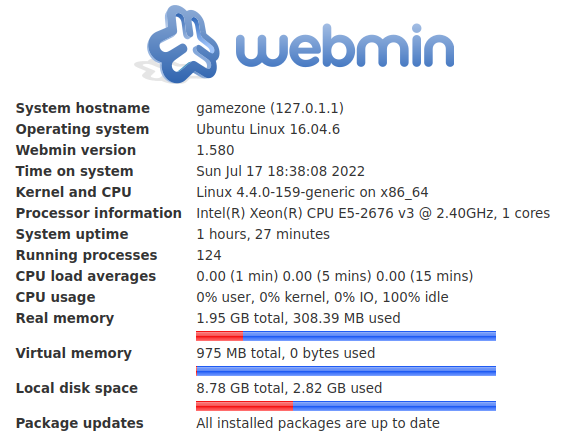 webmin
System hostname gamezone (127.0.1.1)
Operating system Ubuntu Linux 16.04.6
Webmin version 1.580
Time on system Sun Jul 17 18:38:08 2022
Kernel and CPU Linux 4.4.0-159-generic on x86_64
Processor information Intel(R) Xeon(R) CPU E5-2676 v3 @ 2.40GHz, 1 cores
System uptime 1 hours, 27 minutes
Running processes 124
CPU load averages 0.00 (1 min) 0.00 (5 mins) 0.00 (15 mins)
CPU usage 0% user, 0% kernel, 0% IO, 100% idle
Real memory 1.95 GB total, 308.39 MB used
Virtual memory 975 MB total, 0 bytes used
Local disk space 8.78 GB total, 2.82 GB used
Package updates All installed packages are up to date